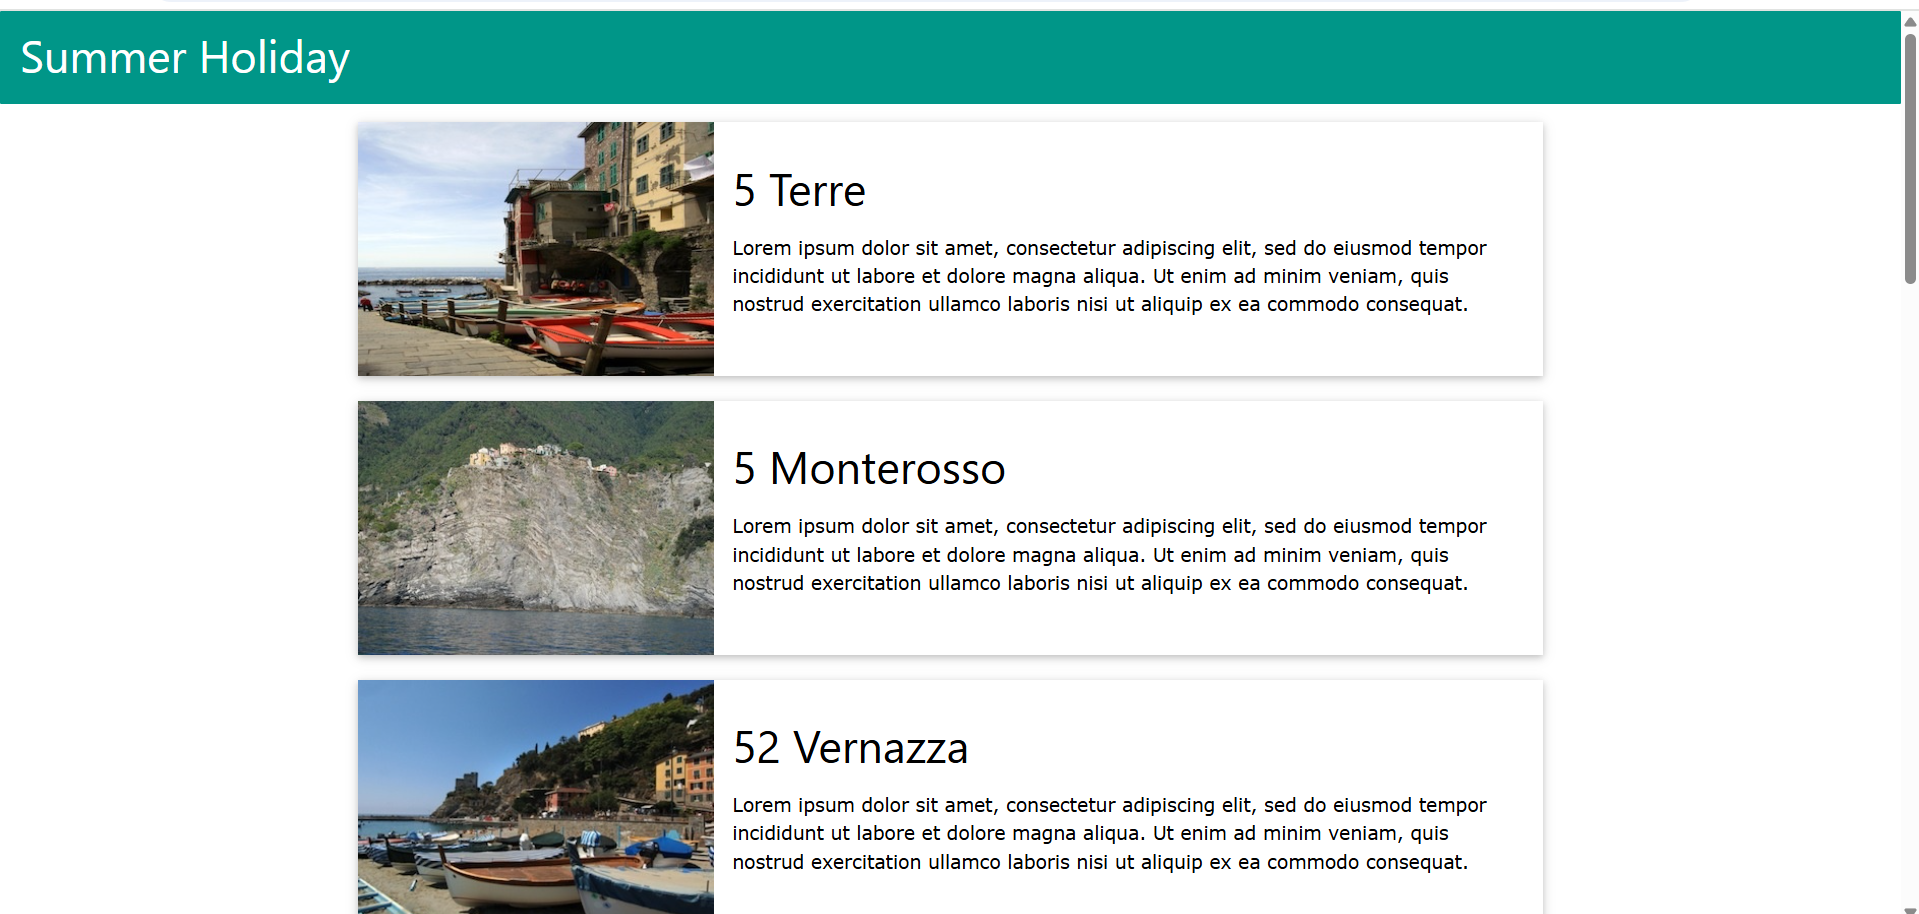 Summer Holiday
5 Terre
Lorem ipsum dolor sit amet, consectetur adipiscing elit, sed do eiusmod tempor
incididunt ut labore et dolore magna aliqua. Ut enim ad minim veniam, quis
nostrud exercitation ullamco laboris nisi ut aliquip ex ea commodo consequat.
5 Monterosso
Lorem ipsum dolor sit amet, consectetur adipiscing elit, sed do eiusmod tempor
incididunt ut labore et dolore magna aliqua. Ut enim ad minim veniam, quis
nostrud exercitation ullamco laboris nisi ut aliquip ex ea commodo consequat.
52 Vernazza
Lorem ipsum dolor sit amet, consectetur adipiscing elit, sed do eiusmod tempor
incididunt ut labore et dolore magna aliqua. Ut enim ad minim veniam, quis
nostrud exercitation ullamco laboris nisi ut aliquip ex ea commodo consequat.